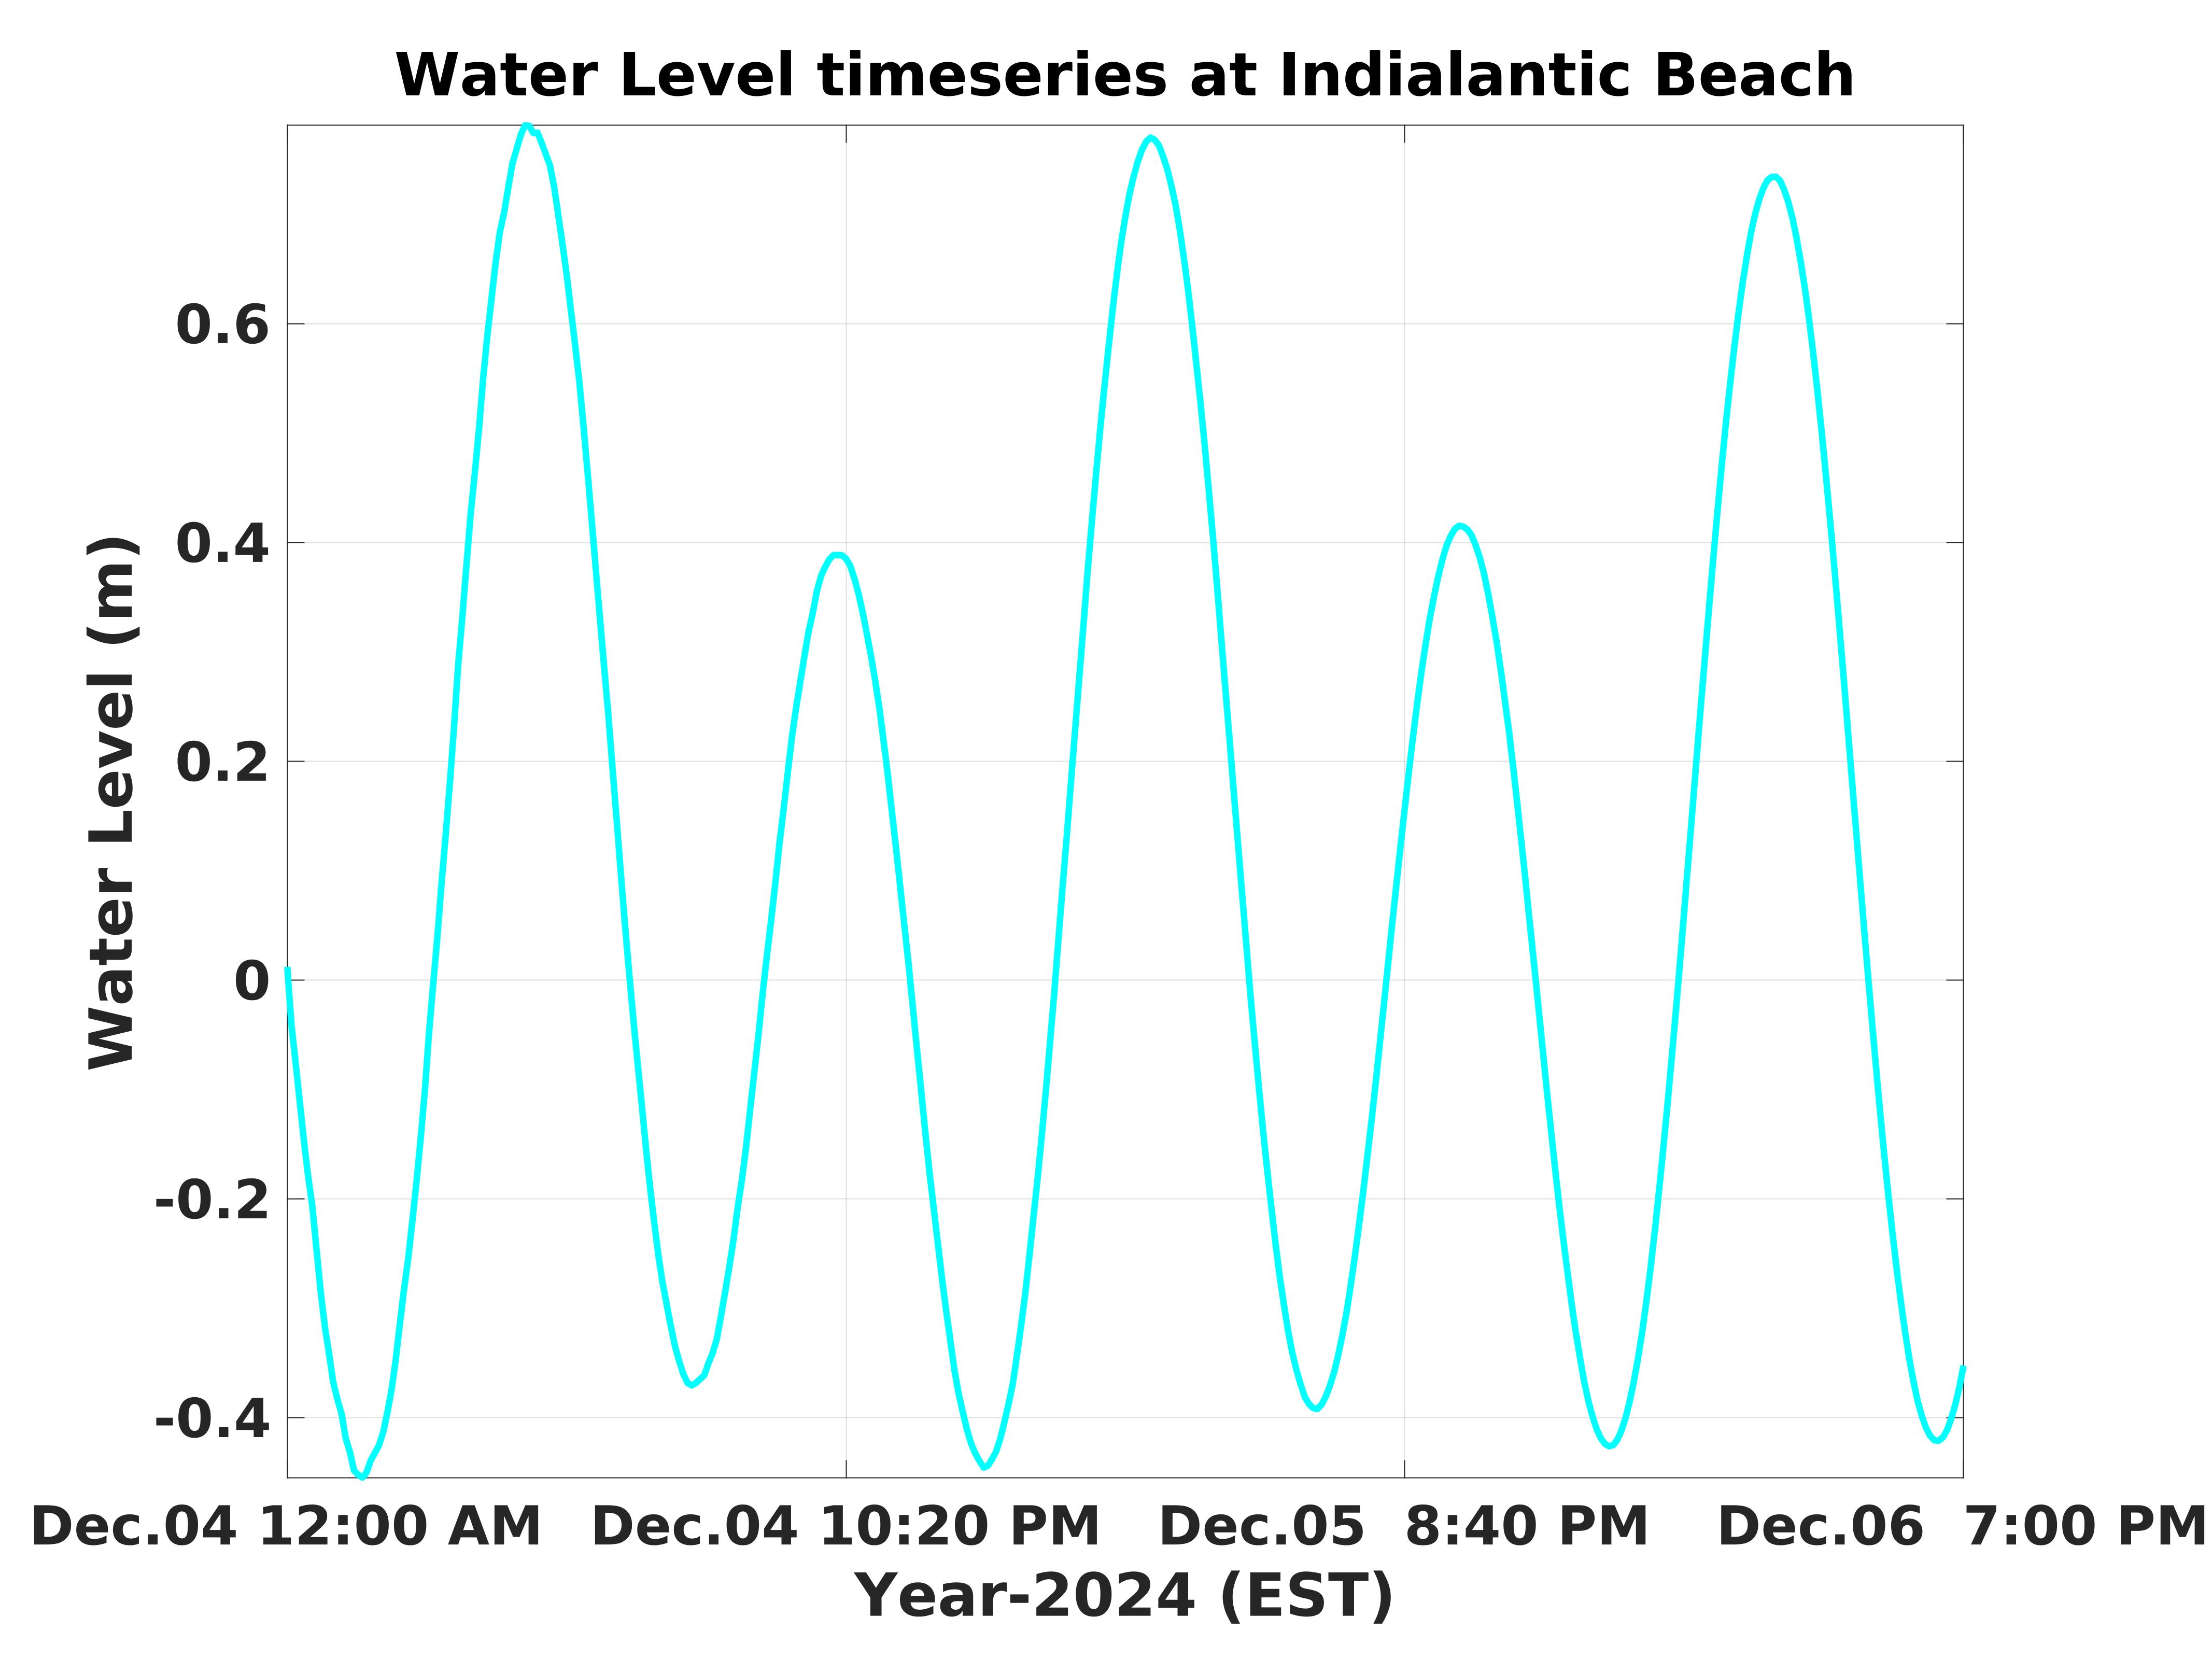 Water Level timeseries at Indialantic Beach
Water Level (m)
0.6
0.4
0.2
0
-0.2
-0.4
Dec.04 12:00 AM Dec.04 10:20 PM Dec.05 8:40 PM Dec.06 7:00 PM
Year-2024 (EST)